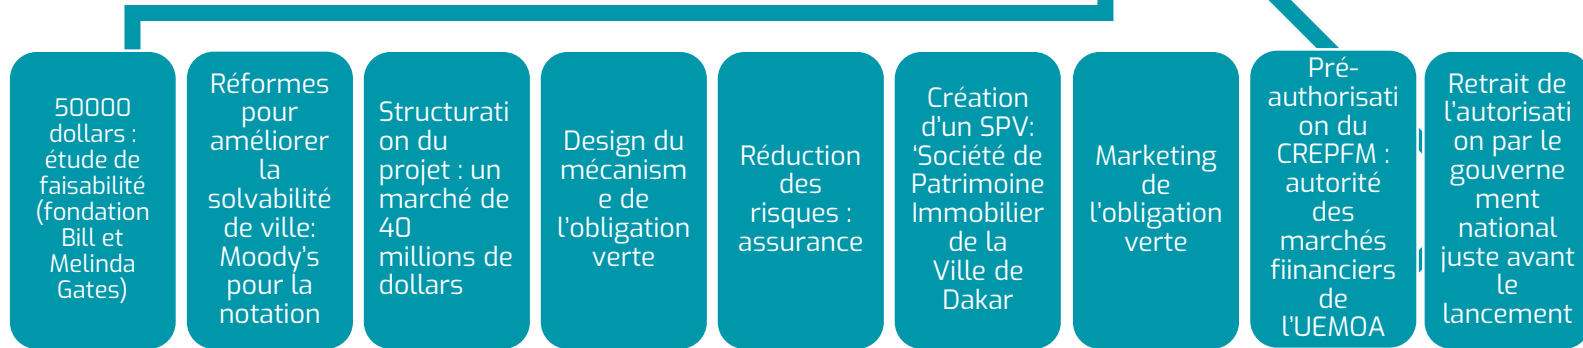 50000
dollars :
étude de
faisabilité
(fondation
Bill et
Melinda
Gates)
Réformes
pour
améliorer
la
solvabilité
de ville:
Moody's
pour la
notation
Structurati
on du
projet : un
marché de
40
millions de
dollars
Design du
mécanism
e de
l'obligation
verte
Réduction
des
risques :
assurance
Création
d'un SPV:
‘Société de
Patrimoine
Immobilier
de la
Ville de
Dakar
Marketing
de
l'obligation
verte
Pré-
authorisati
on du
CREPFM :
autorité
des
marchés
fiinanciers
de
l'UEMOA
Retrait de
l'autorisati
on par le
gouverne
ment
national
juste avant
le
lancement